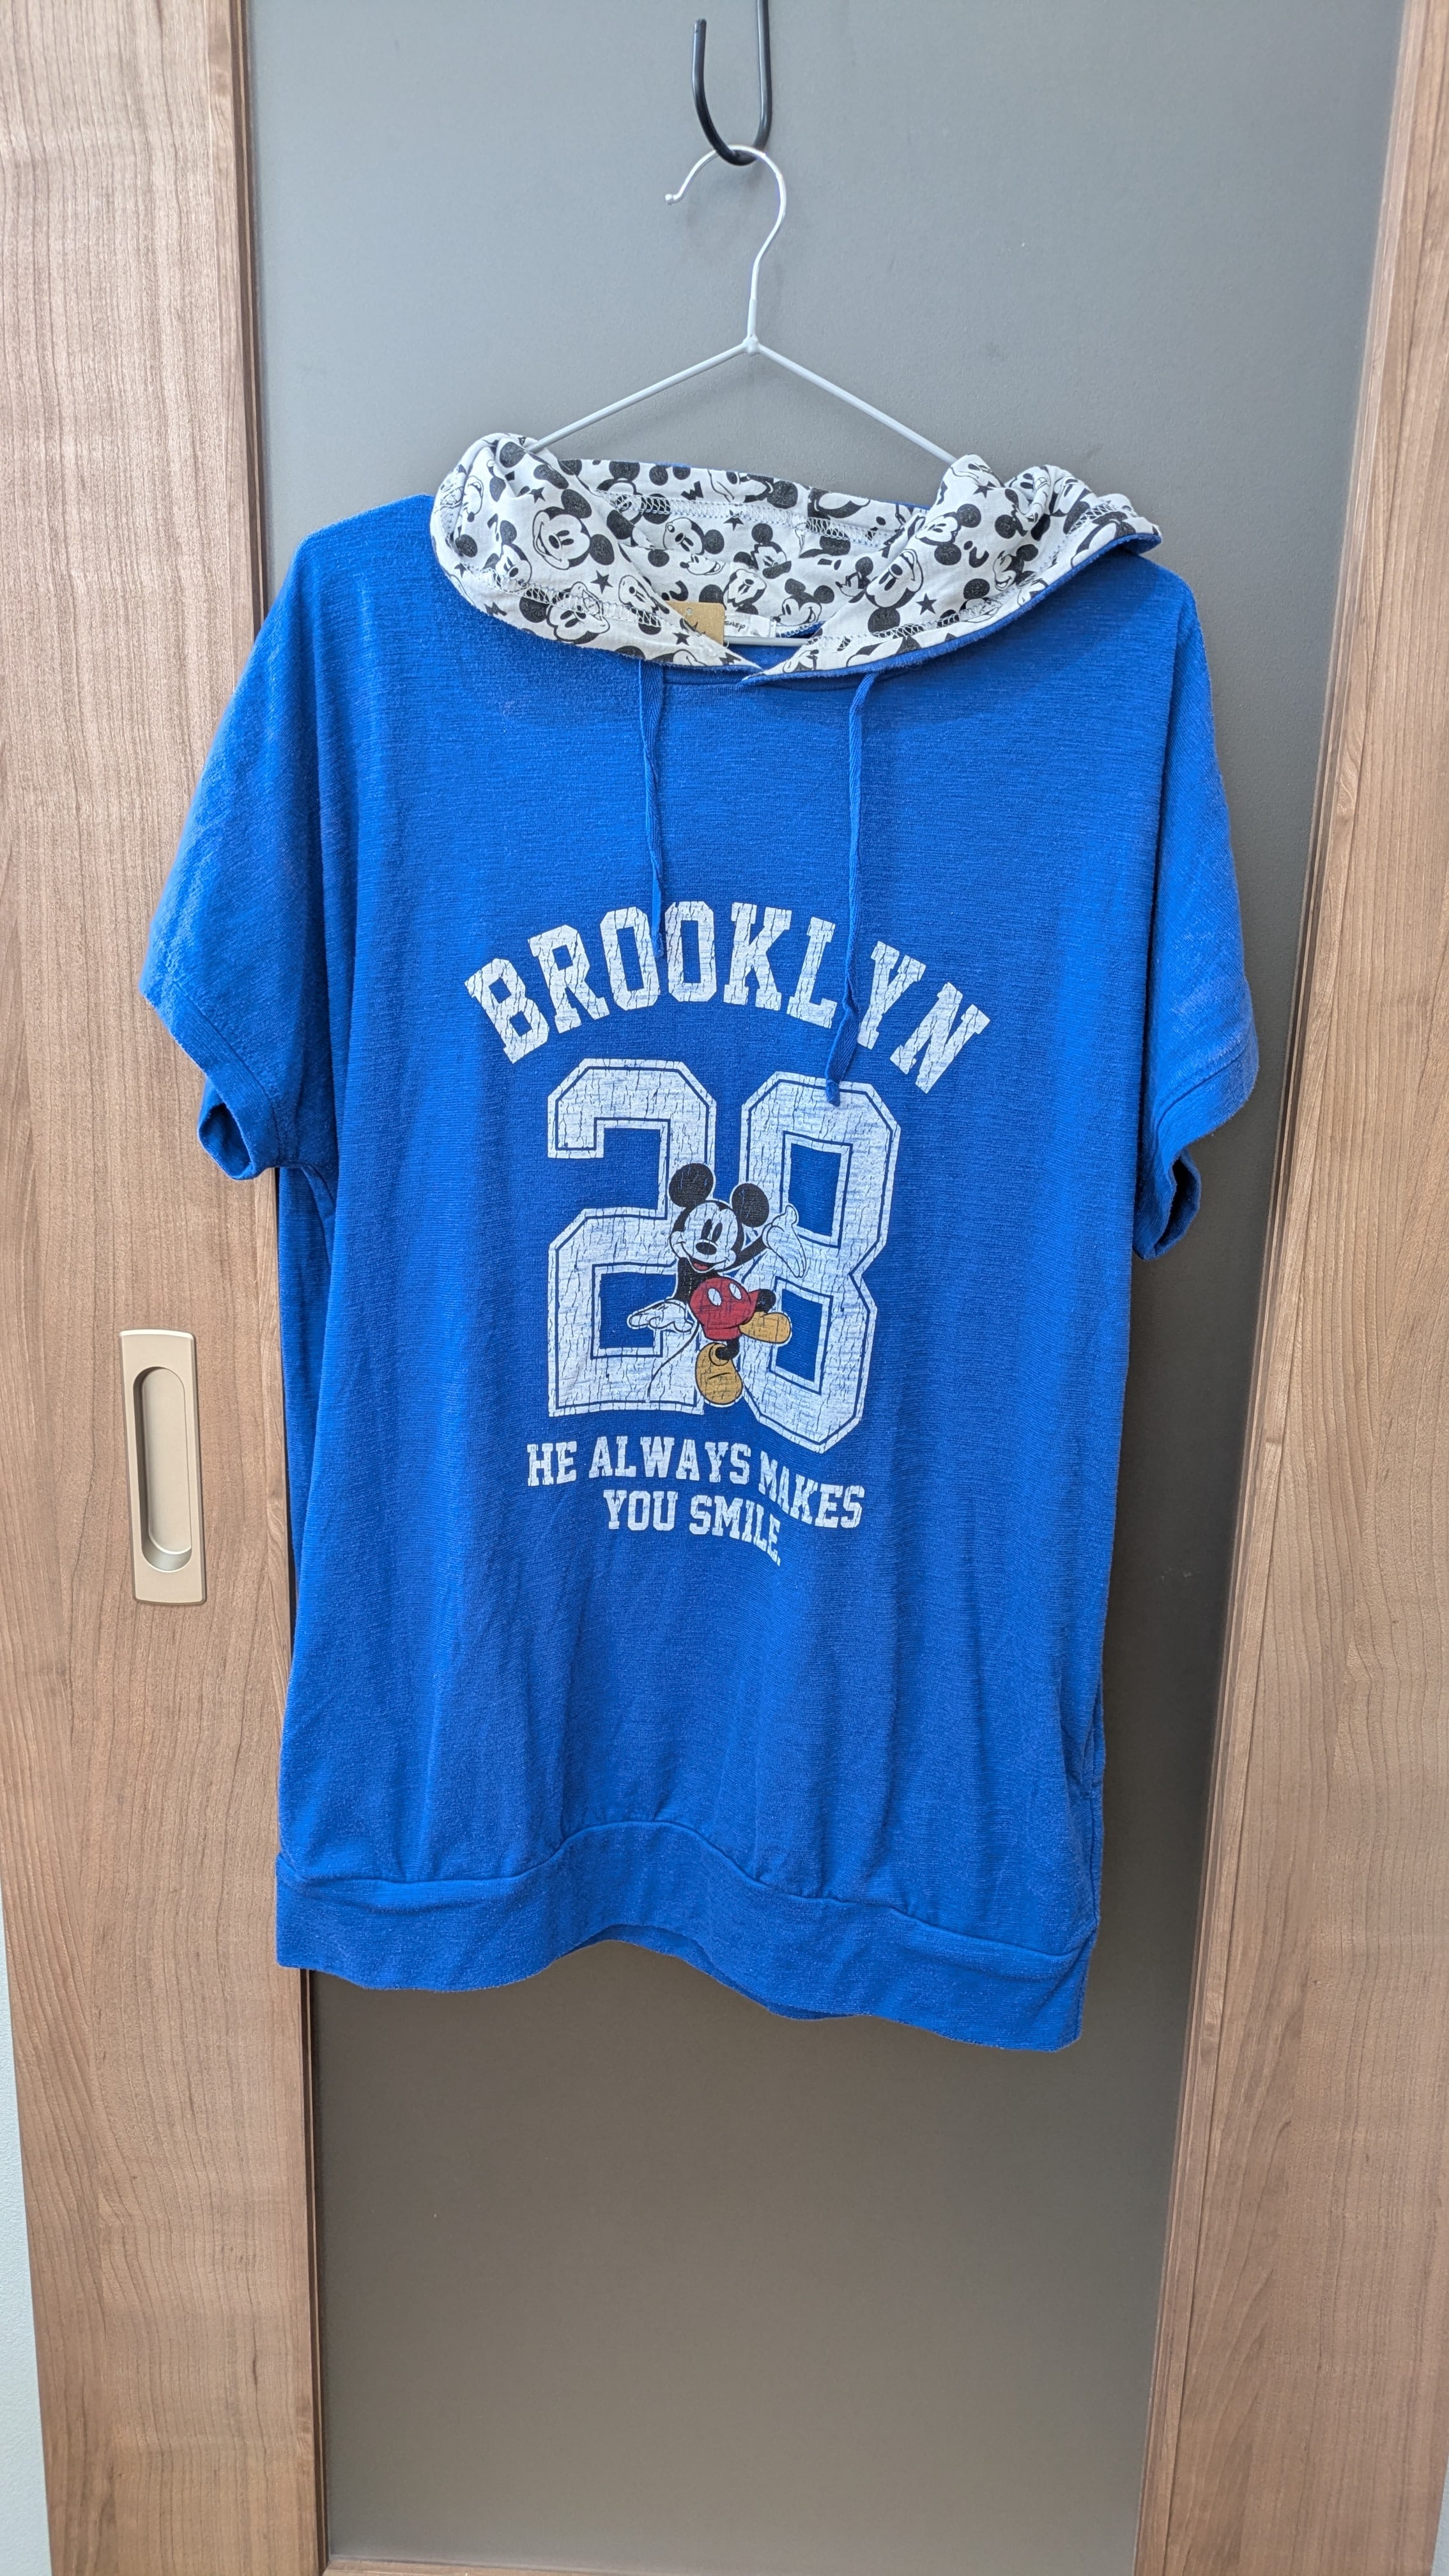 BROOKLYN
28
HE ALWAYS MAKES
YOU SMILE.